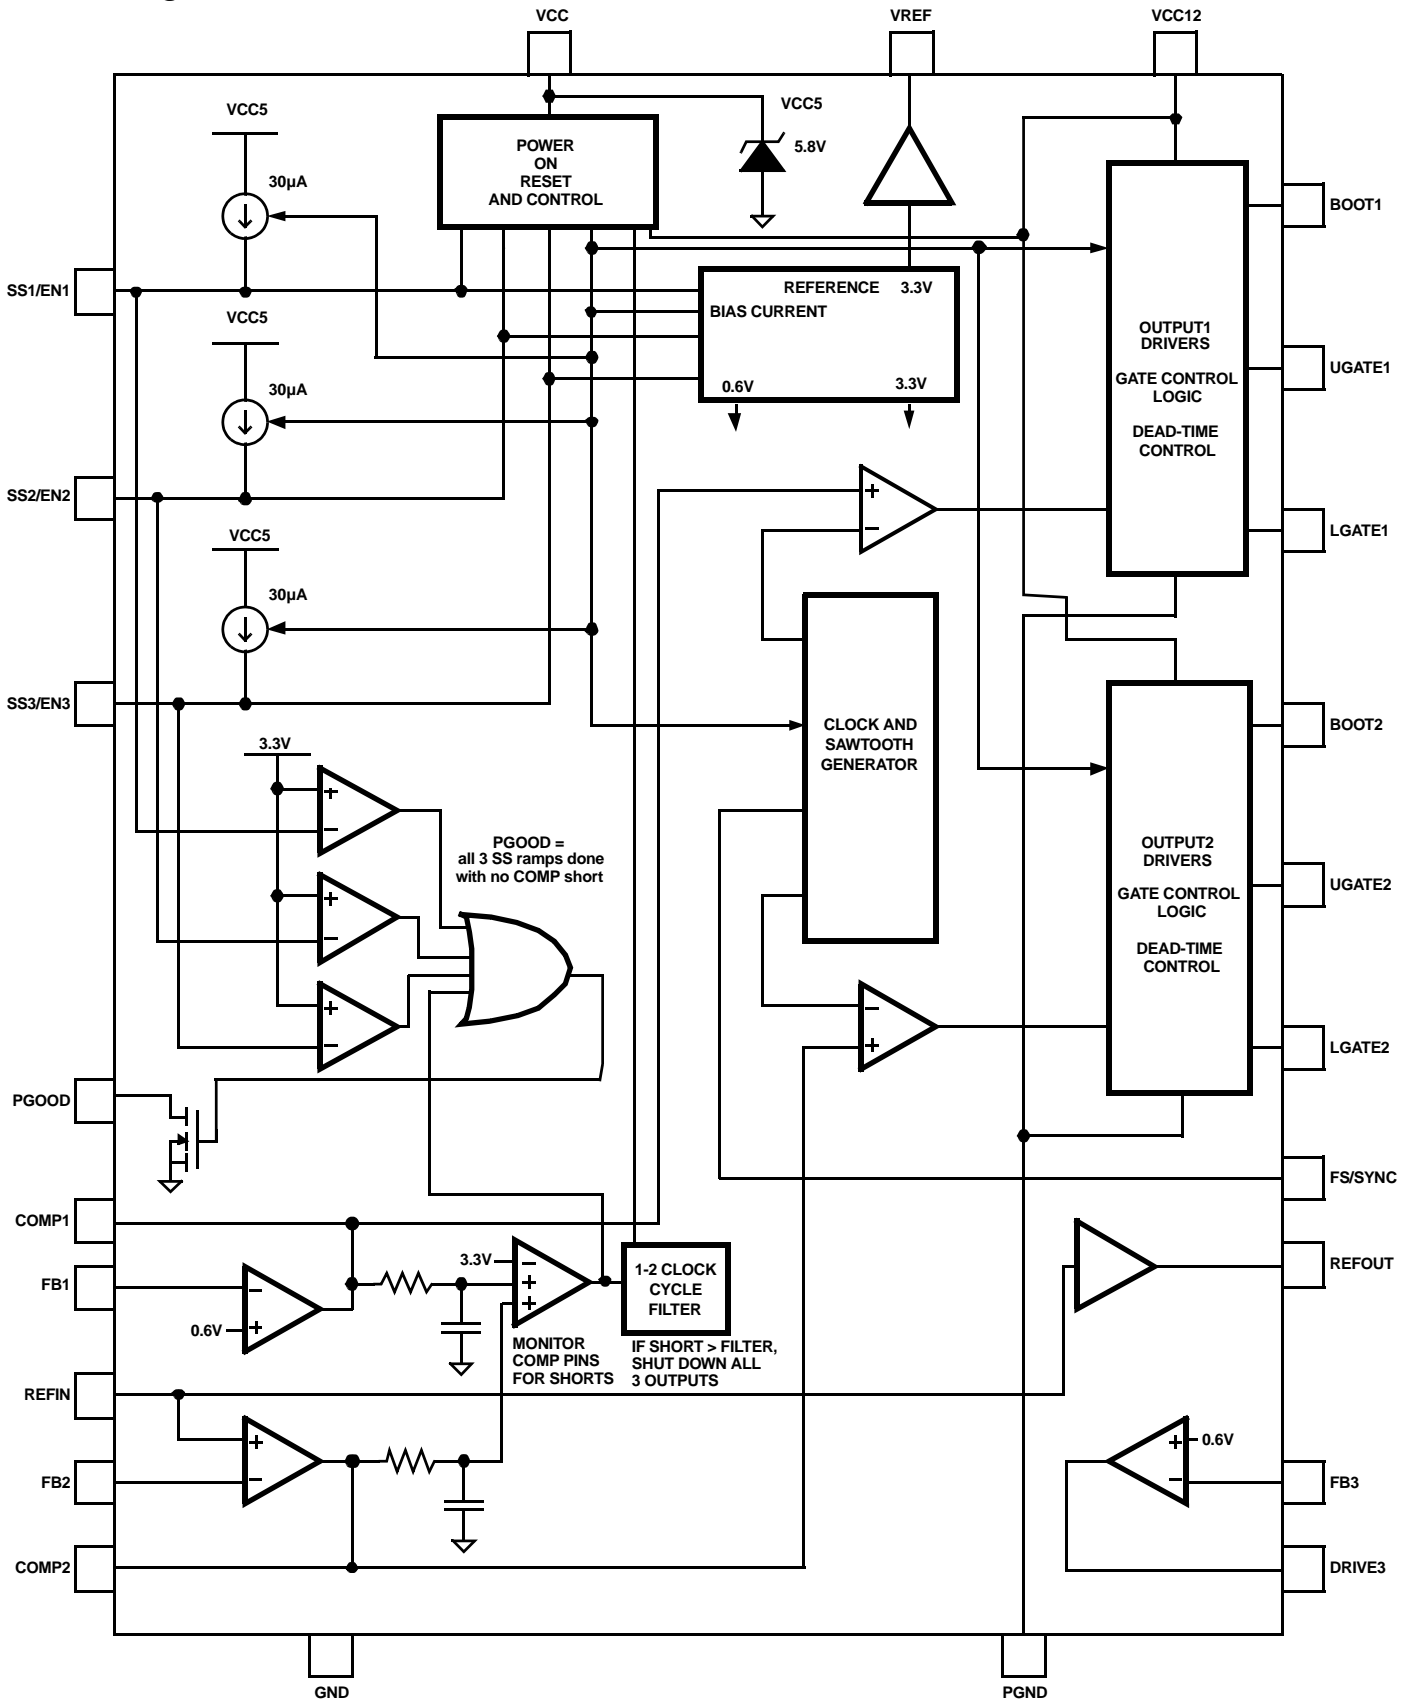 VCC
VREF
VCC12
VCC5
30µA
POWER
ON
RESET
AND CONTROL
VCC5
5.8V
BOOT1
SS1/EN1
REFERENCE 3.3V
BIAS CURRENT
0.6V
3.3V
VCC5
30µA
OUTPUT1
DRIVERS
GATE CONTROL
LOGIC
DEAD-TIME
CONTROL
UGATE1
SS2/EN2
+
−
LGATE1
VCC5
30µA
SS3/EN3
CLOCK AND
SAWTOOTH
GENERATOR
BOOT2
3.3V
+
−
+
−
+
−
PGOOD =
all 3 SS ramps done
with no COMP short
OUTPUT2
DRIVERS
GATE CONTROL
LOGIC
DEAD-TIME
CONTROL
UGATE2
−
+
LGATE2
PGOOD
FS/SYNC
COMP1
FB1
−
0.6V
+
3.3V
−
+
+
MONITOR
COMP PINS
FOR SHORTS
1-2 CLOCK
CYCLE
FILTER
IF SHORT > FILTER,
SHUT DOWN ALL
3 OUTPUTS
REFOUT
REFIN
+
−
FB2
COMP2
+
0.6V
−
FB3
DRIVE3
GND
PGND